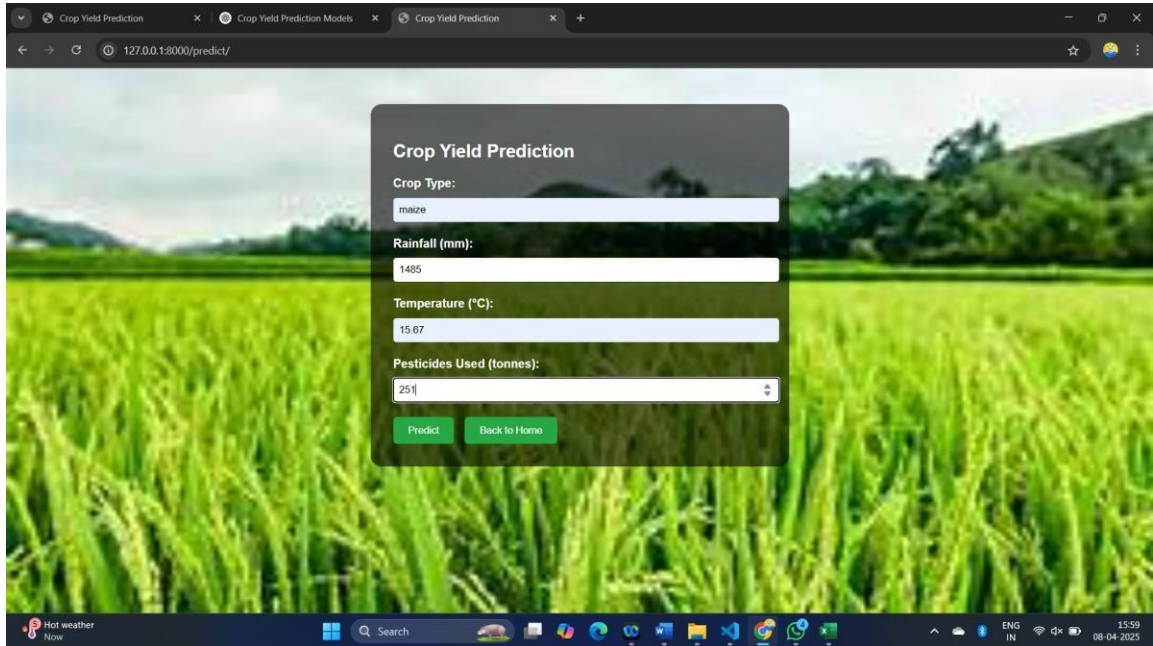 Crop Yield Prediction
Crop Yield Prediction Models
Crop Yield Prediction
127.0.0.1:8000/predict/
Crop Yield Prediction
Crop Type:
maize
Rainfall (mm):
1485
Temperature (°C):
15.67
Pesticides Used (tonnes):
251
Predict Back to Home
5
Hot weather
Now
Search
4
ENG
IN
15:59
08-04-2025